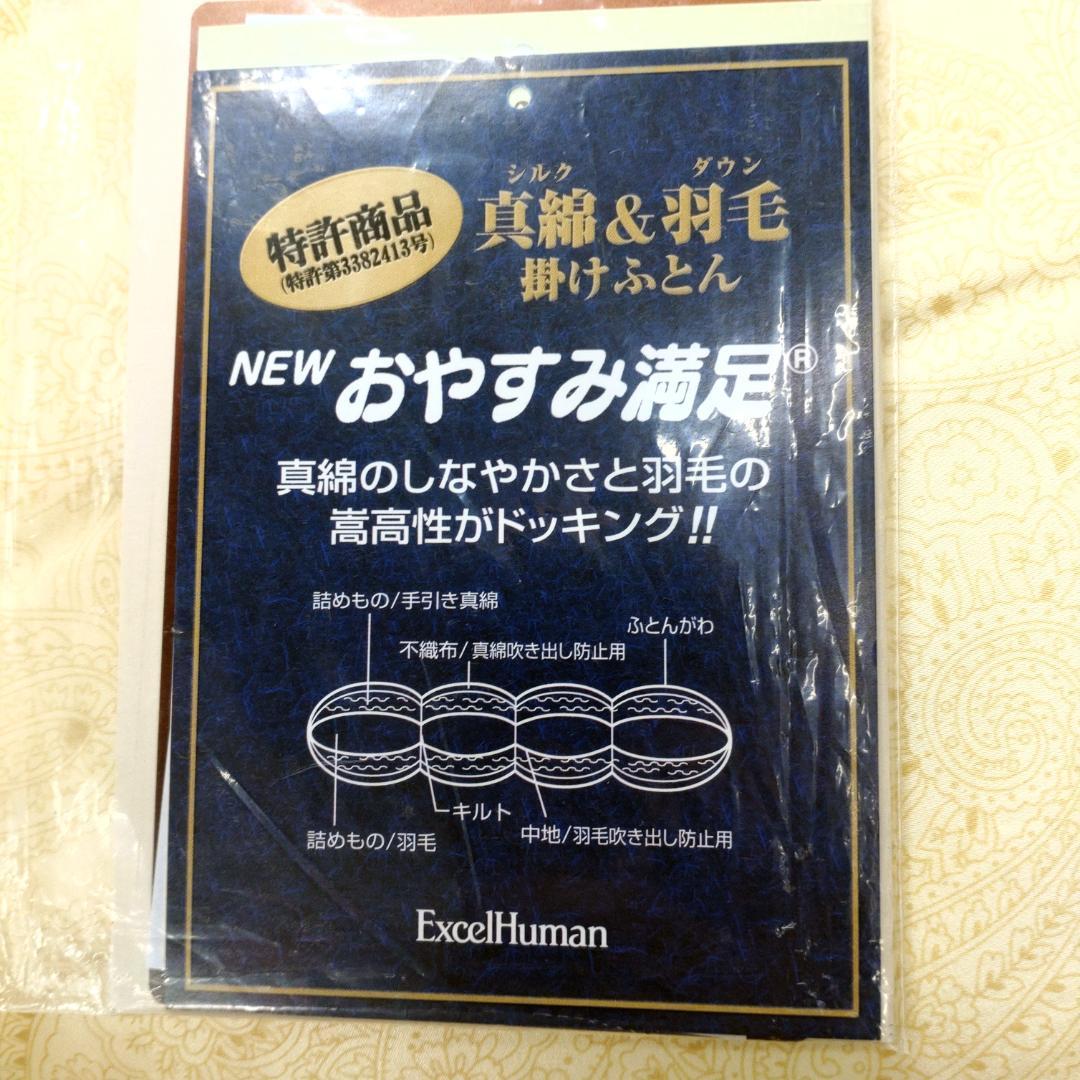 特許商品
(特許第3382413号)
シルク ダウン
真綿&羽毛
掛けふとん
NEW おやすみ満足®
真綿のしなやかさと羽毛の
嵩高性がドッキング!!
詰めもの/手引き真綿
ふとんがわ
不織布/真綿吹き出し防止用
キルト
詰めもの/羽毛
中地/羽毛吹き出し防止用
ExcelHuman